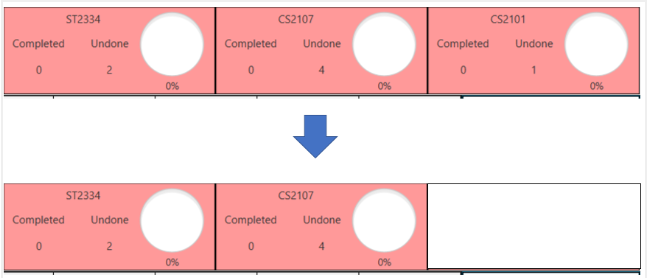 ST2334 CS2107 CS2101
Completed Undone Completed Undone Completed Undone
0 2 0 4 0 1
0% 0% 0%
ST2334 CS2107
Completed Undone Completed Undone
0 2 0 4
0% 0%